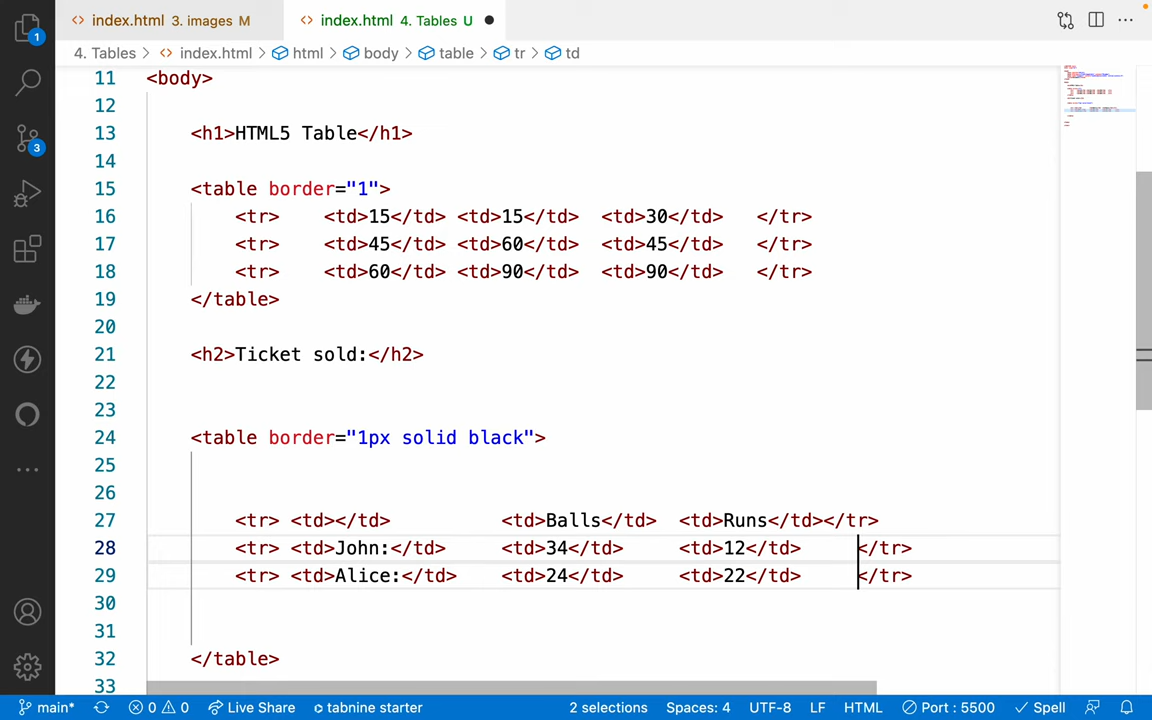 index.html 3. images M
index.html 4. Tables U
4. Tables > index.html > html > body > table > tr > td
1
3
11 <body>
12
13 <h1>HTML5 Table</h1>
14
15 <table border="1">
16 <tr> <td>15</td> <td>15</td> <td>30</td> </tr>
17 <tr> <td>45</td> <td>60</td> <td>45</td> </tr>
18 <tr> <td>60</td> <td>90</td> <td>90</td> </tr>
19 </table>
20
21 <h2>Ticket sold:</h2>
22
23
24 <table border="1px solid black">
25
26
27 <tr> <td></td> <td>Balls</td> <td>Runs</td></tr>
28 <tr> <td>John:</td> <td>34</td> <td>12</td> </tr>
29 <tr> <td>Alice:</td> <td>24</td> <td>22</td> </tr>
30
31
32 </table>
33
main* 0 0 Live Share tabnine starter 2 selections Spaces: 4 UTF-8 LF HTML Port : 5500 Spell